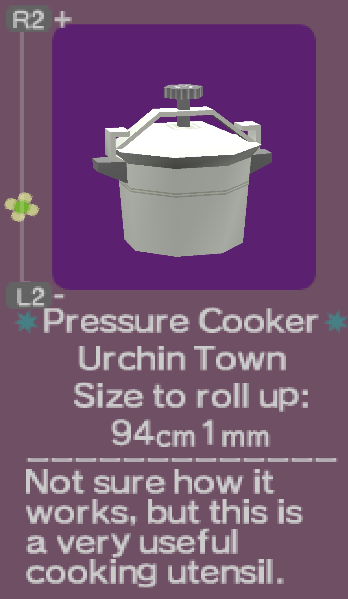 R2 +
L2 -
Pressure Cooker
Urchin Town
Size to roll up:
94cm 1mm
Not sure how it
works, but this is
a very useful
cooking utensil.